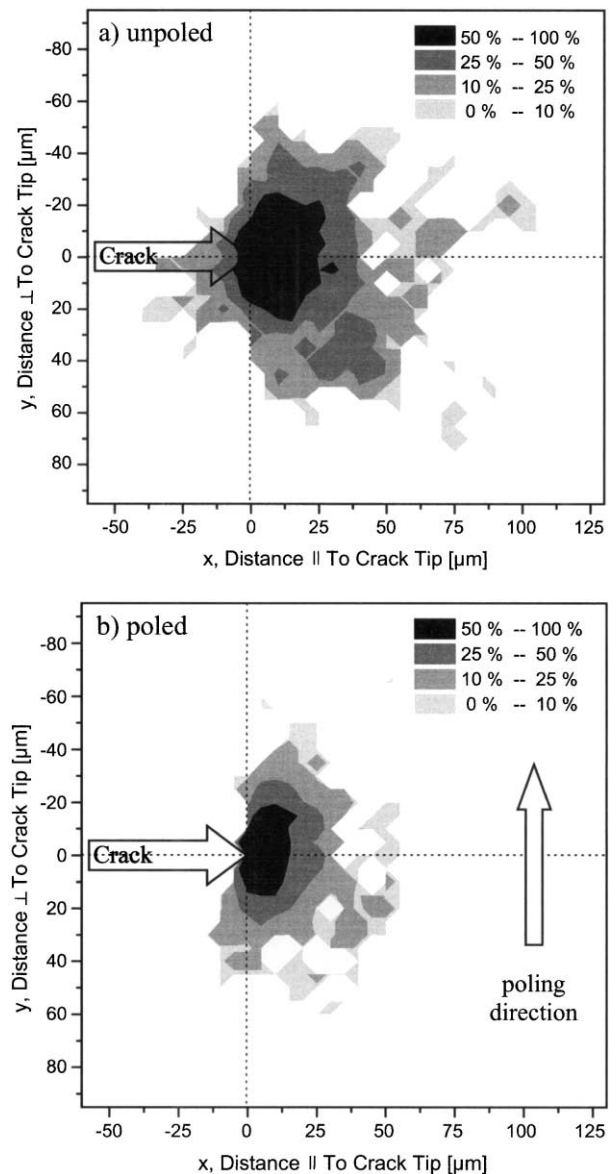 a) unpoled
50 % -- 100 %
25 % -- 50 %
10 % -- 25 %
0 % -- 10 %
-80
-60
-40
-20
0
20
40
60
80
y, Distance ⊥ To Crack Tip [µm]
Crack
-50 -25 0 25 50 75 100 125
x, Distance || To Crack Tip [µm]
b) poled
50 % -- 100 %
25 % -- 50 %
10 % -- 25 %
0 % -- 10 %
-80
-60
-40
-20
0
20
40
60
80
y, Distance ⊥ To Crack Tip [µm]
Crack
poling
direction
-50 -25 0 25 50 75 100 125
x, Distance || To Crack Tip [µm]